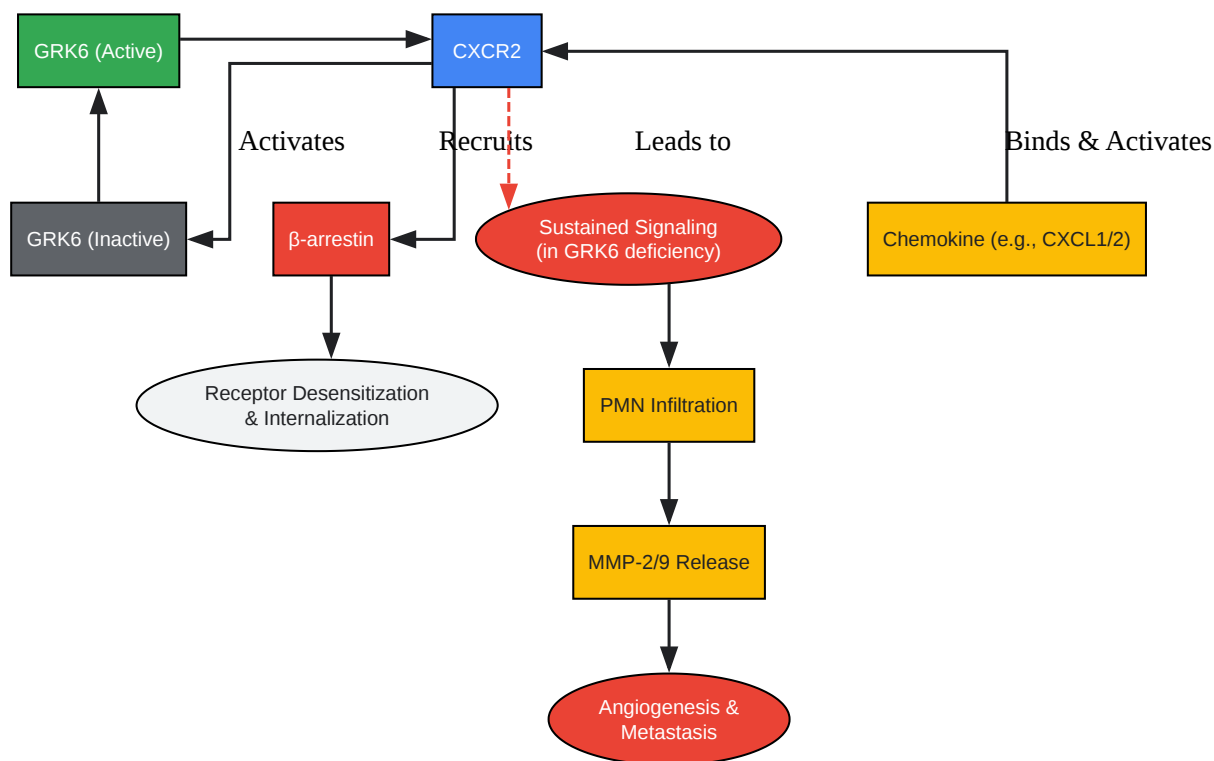 GRK6 (Active)
CXCR2
Activates
Recruits
Leads to
Binds & Activates
GRK6 (Inactive)
β-arrestin
Sustained Signaling
(in GRK6 deficiency)
Chemokine (e.g., CXCL1/2)
Receptor Desensitization
& Internalization
PMN Infiltration
MMP-2/9 Release
Angiogenesis &
Metastasis